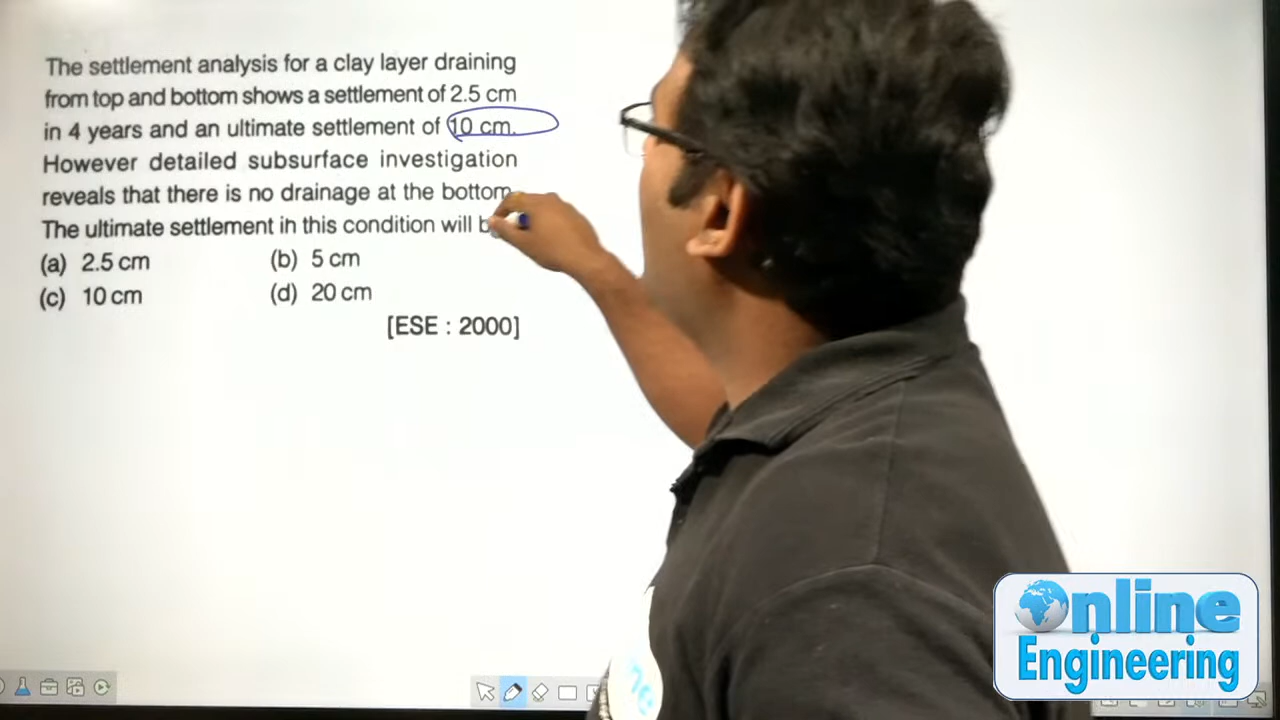 The settlement analysis for a clay layer draining
from top and bottom shows a settlement of 2.5 cm
in 4 years and an ultimate settlement of 10 cm.
However detailed subsurface investigation
reveals that there is no drainage at the bottom
The ultimate settlement in this condition will
(a) 2.5 cm (b) 5 cm
(c) 10 cm (d) 20 cm
[ESE : 2000]
Online
Engineering